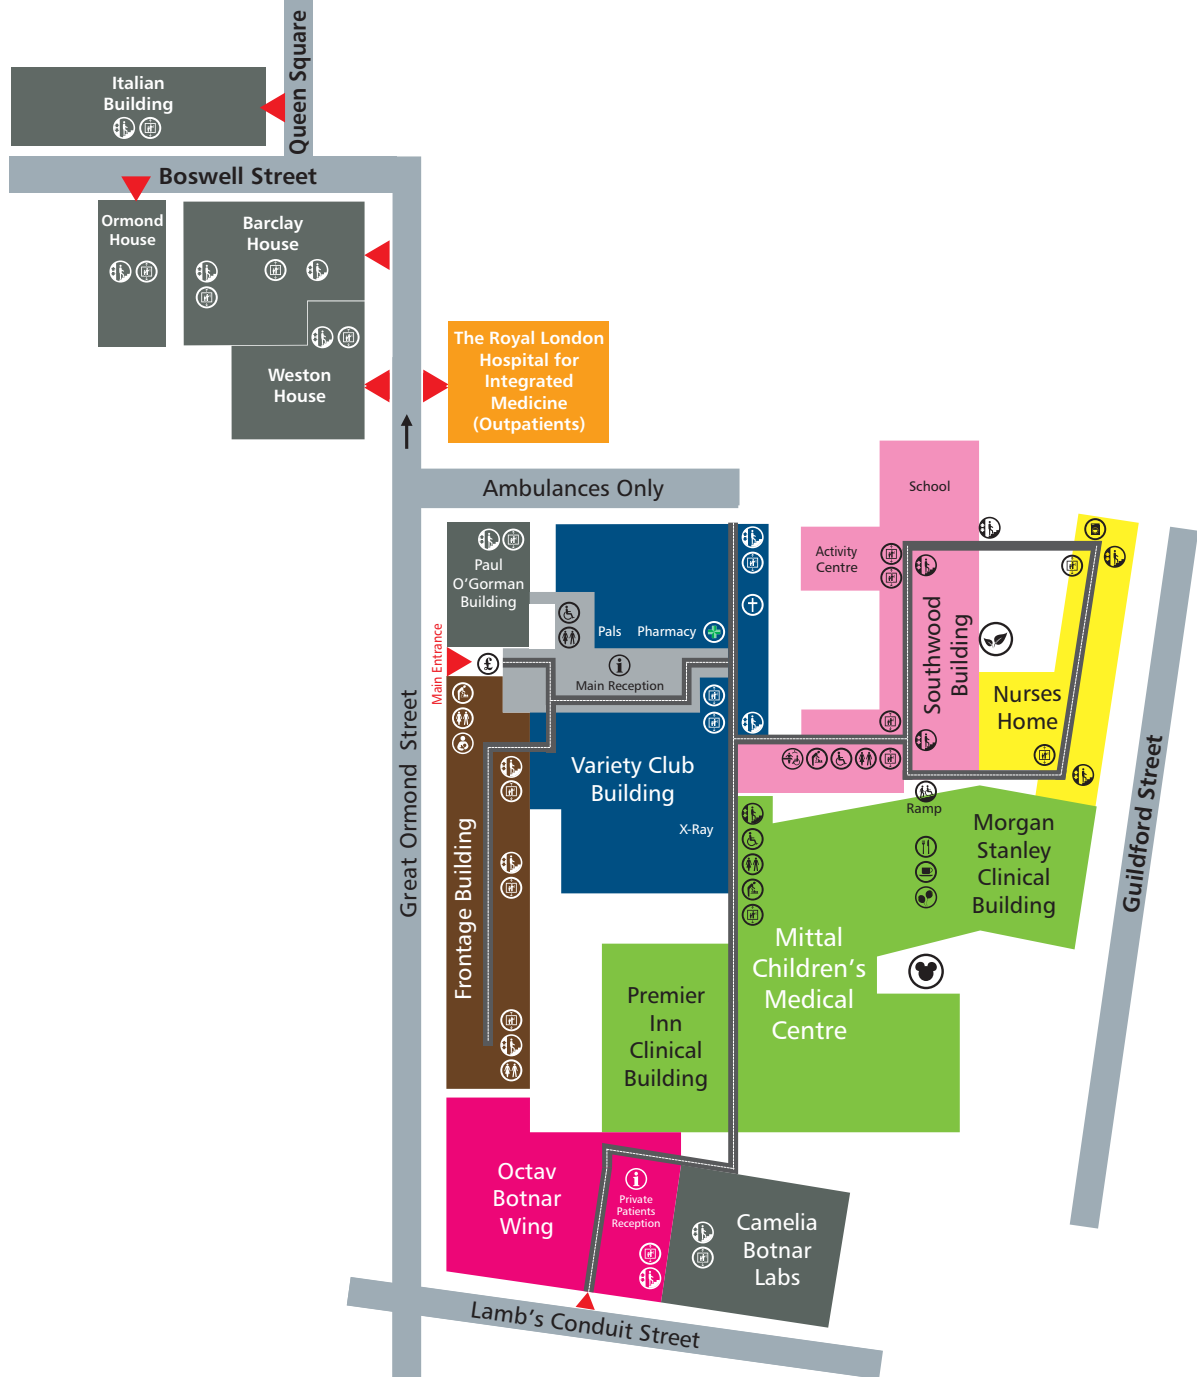 Queen Square
Italian
Building
Boswell Street
Ormond
House
Barclay
House
Weston
House
The Royal London
Hospital for
Integrated
Medicine
(Outpatients)
Ambulances Only
School
Activity
Centre
Paul
O'Gorman
Building
Pals
Pharmacy
Main Entrance
£
i
Main Reception
Southwood
Building
Nurses
Home
Great Ormond Street
Variety Club
Building
X-Ray
Ramp
Morgan
Stanley
Clinical
Building
Guildford Street
Frontage Building
Mittal
Children's
Medical
Centre
Premier
Inn
Clinical
Building
Octav
Botnar
Wing
i
Private
Patients
Reception
Camelia
Botnar
Labs
Lamb's Conduit Street